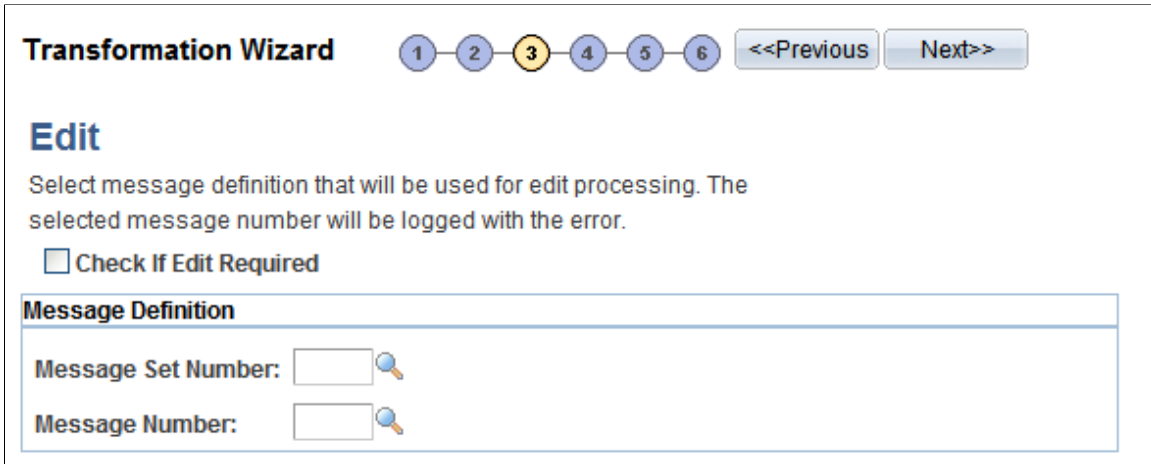 Transformation Wizard 1 2 3 4 5 6 <<Previous Next>>
Edit
Select message definition that will be used for edit processing. The
selected message number will be logged with the error.
Check If Edit Required
Message Definition
Message Set Number:
Message Number: